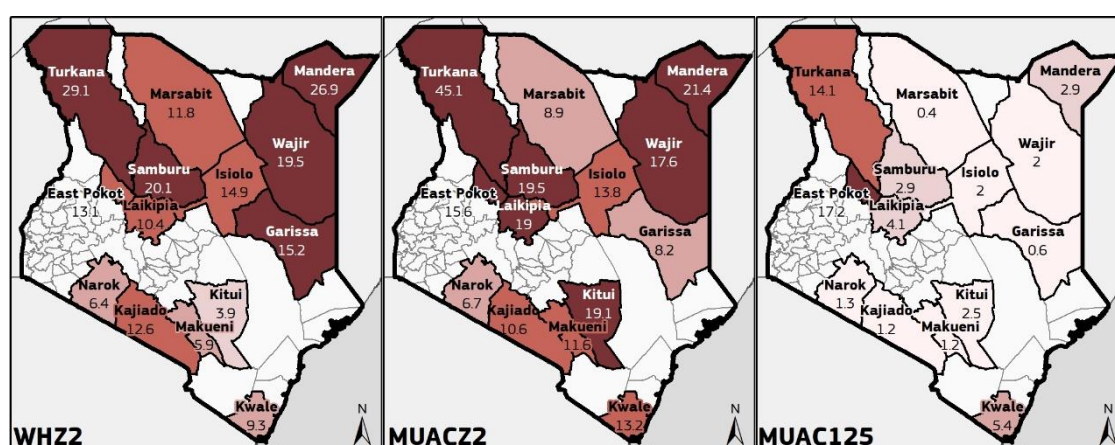 Turkana
29.1
Marsabit
11.8
Mandera
26.9
Wajir
19.5
Samburu
20.1
Isiolo
14.9
East Pokot
13.1
Laikipia
10.4
Garissa
15.2
Narok
6.4
Kajiado
12.6
Kitui
3.9
Makueni
5.9
Kwale
9.3
N
WHZ2
Turkana
45.1
Marsabit
8.9
Mandera
21.4
Wajir
17.6
Samburu
19.5
Isiolo
13.8
East Pokot
15.6
Laikipia
19
Garissa
8.2
Narok
6.7
Kajiado
10.6
Kitui
19.1
Makueni
11.6
Kwale
13.2
N
MUACZ2
Turkana
14.1
Marsabit
0.4
Mandera
2.9
Wajir
2
Samburu
2.9
Isiolo
2
East Pokot
17.2
Laikipia
4.1
Garissa
0.6
Narok
1.3
Kajiado
1.2
Kitui
2.5
Makueni
1.2
Kwale
5.4
N
MUAC125